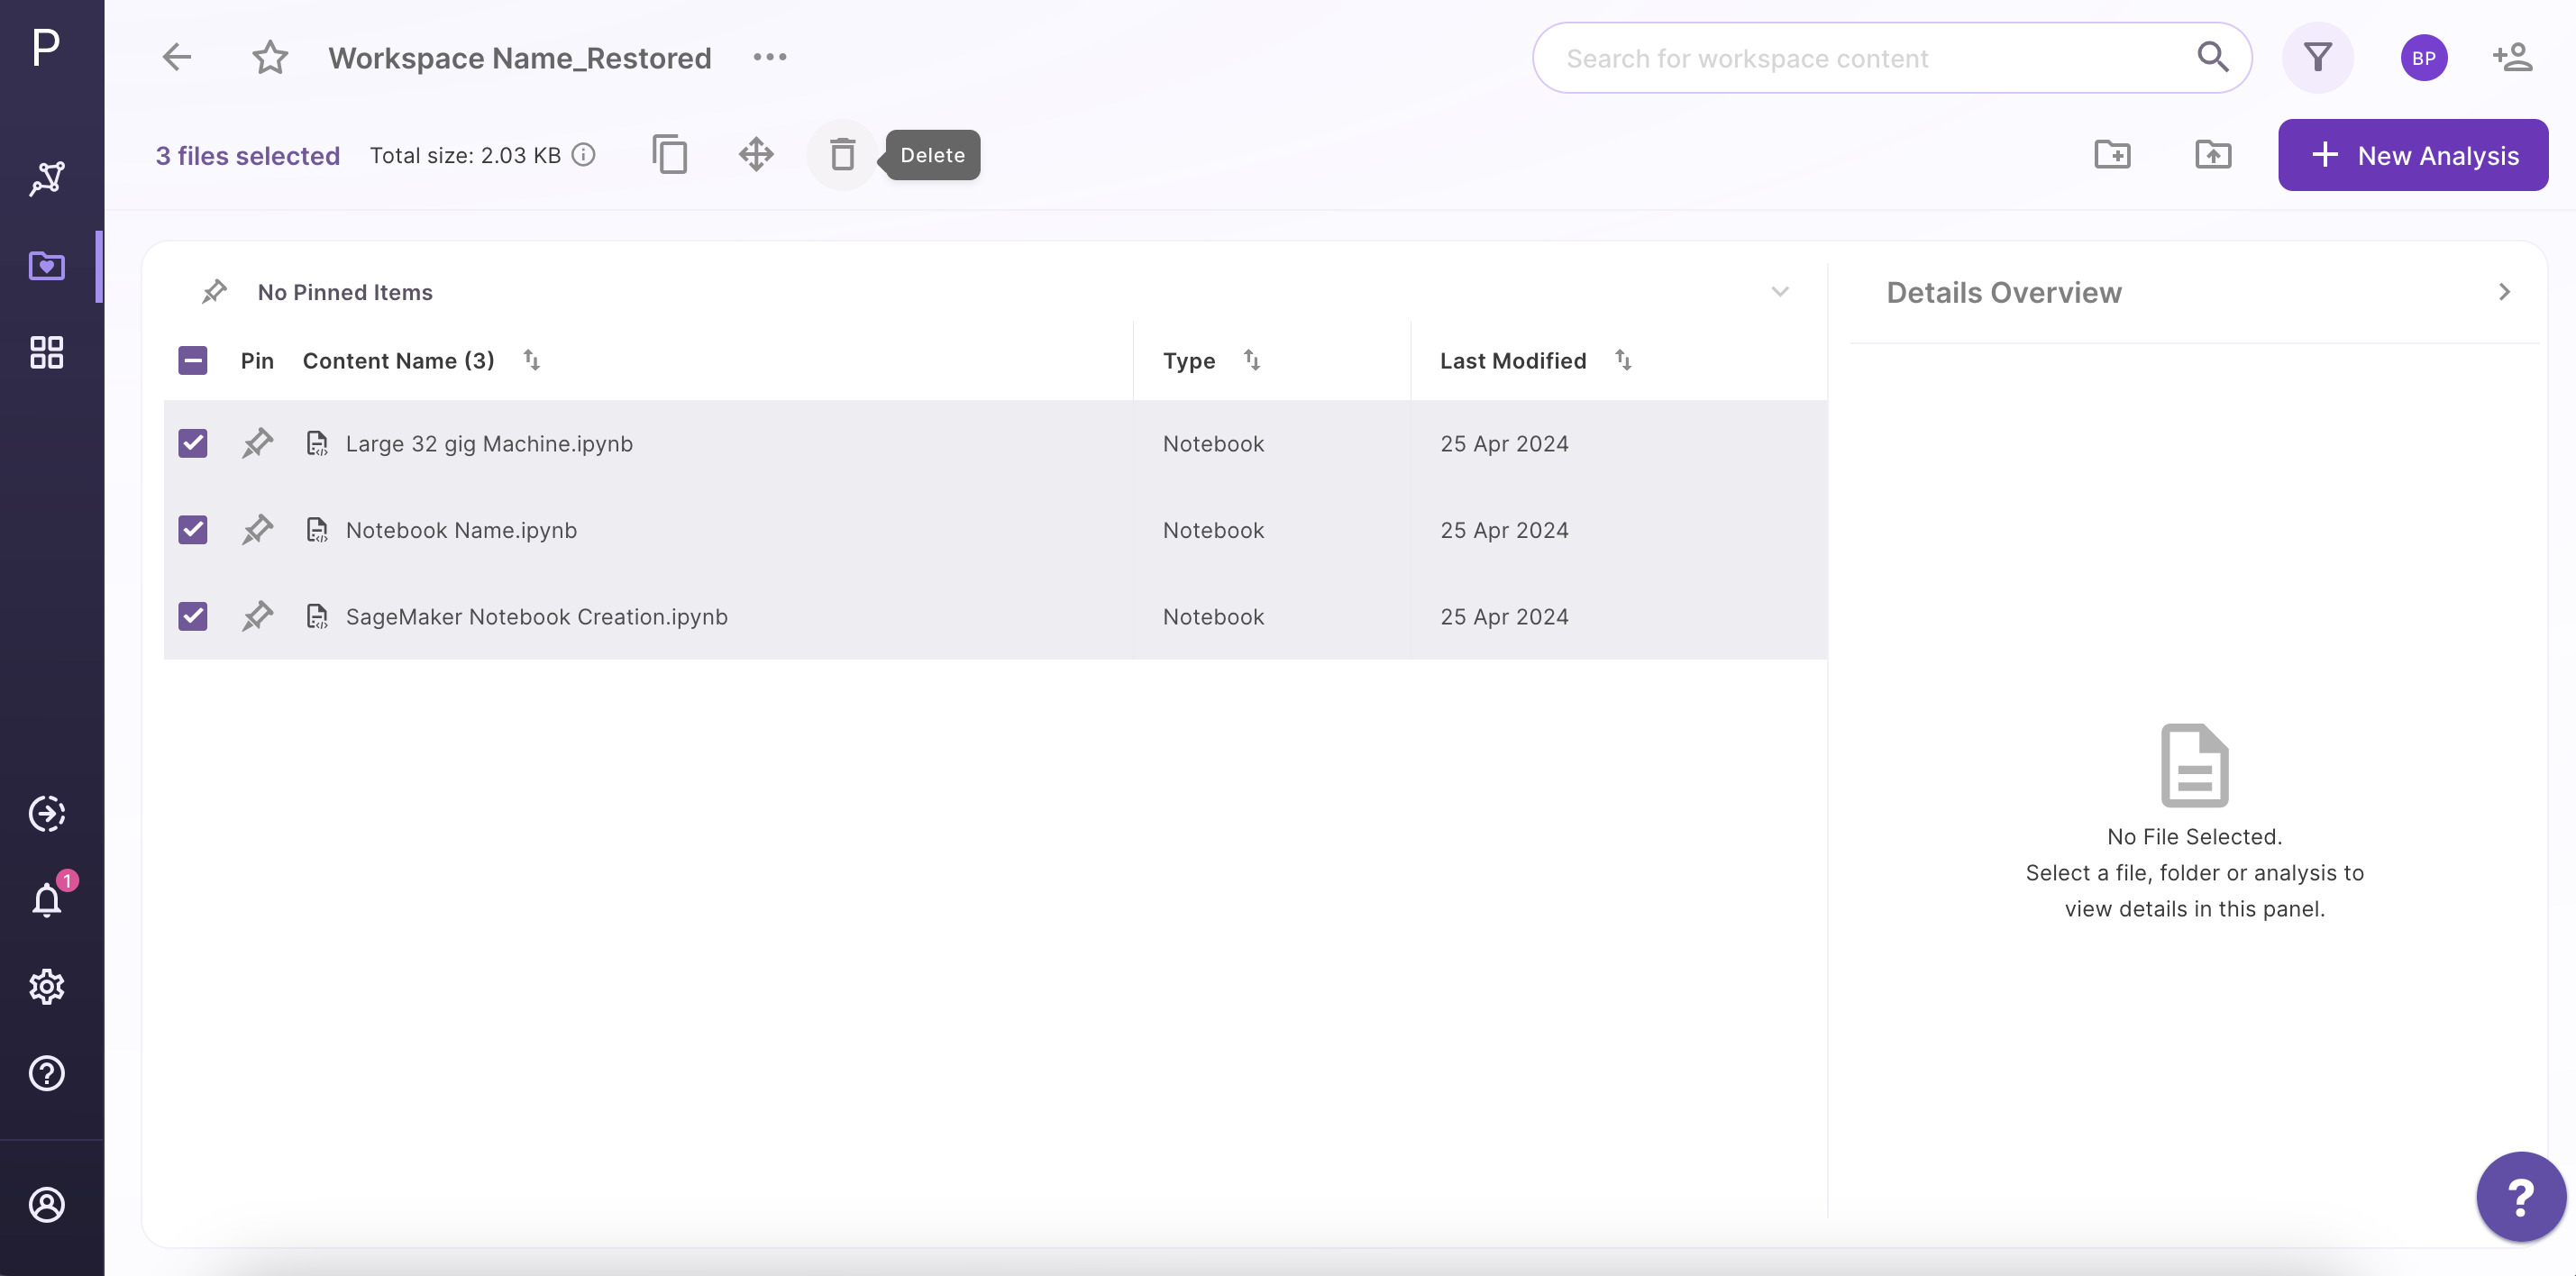 P
Workspace Name_Restored
Search for workspace content
BP
3 files selected
Total size: 2.03 KB
Delete
+ New Analysis
No Pinned Items
Details Overview
Pin Content Name (3) Type Last Modified
Large 32 gig Machine.ipynb Notebook 25 Apr 2024
Notebook Name.ipynb Notebook 25 Apr 2024
SageMaker Notebook Creation.ipynb Notebook 25 Apr 2024
No File Selected.
Select a file, folder or analysis to
view details in this panel.
1
?
?